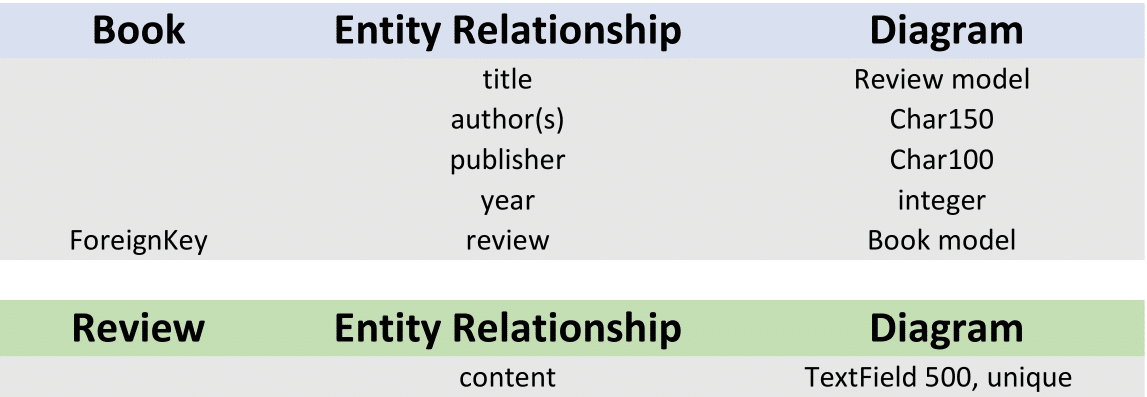 Book Entity Relationship Diagram
title Review model
author(s) Char150
publisher Char100
year integer
ForeignKey review Book model
Review Entity Relationship Diagram
content TextField 500, unique